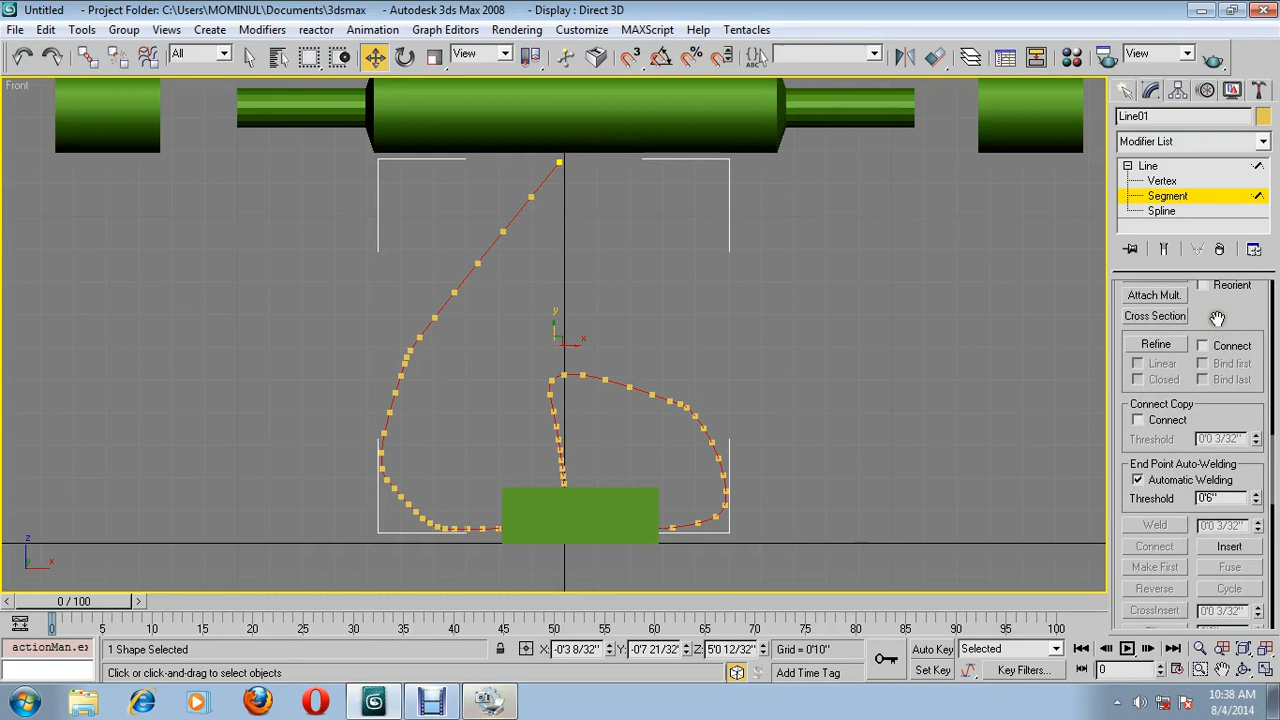 Untitled - Project Folder: C:\Users\MOMINUL\Documents\3dsmax - Autodesk 3ds Max 2008 - Display : Direct 3D
File Edit Tools Group Views Create Modifiers reactor Animation Graph Editors Rendering Customize MAXScript Help Tentacles
All View View
Front
Line01
Modifier List
Line
Vertex
Segment
Spline
Reorient
Attach Mult.
Cross Section
Refine Connect
Linear Bind first
Closed Bind last
Connect Copy
Connect
Threshold 0'0 3/32"
End Point Auto-Welding
Automatic Welding
Threshold 0'6"
Weld 0'0 3/32"
Connect Insert
Make First Fuse
Reverse Cycle
CrossInsert 0'0 3/32"
y
x
z
x
0 / 100
0 5 10 15 20 25 30 35 40 45 50 55 60 65 70 75 80 85 90 95 100
actionMan.ex 1 Shape Selected X: -0'3 8/32" Y: -0'7 21/32" Z: 5'0 12/32" Grid = 0'10" Auto Key Selected
Click or click-and-drag to select objects Add Time Tag Set Key Key Filters... 0
10:38 AM
8/4/2014